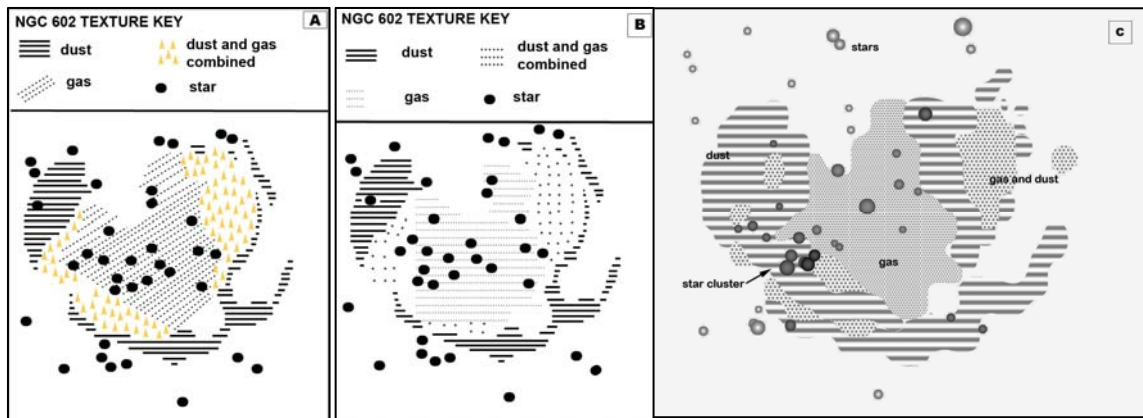 NGC 602 TEXTURE KEY
A
dust
dust and gas
combined
gas
star
NGC 602 TEXTURE KEY
B
dust
dust and gas
combined
gas
star
c
stars
dust
gas and dust
gas
star cluster